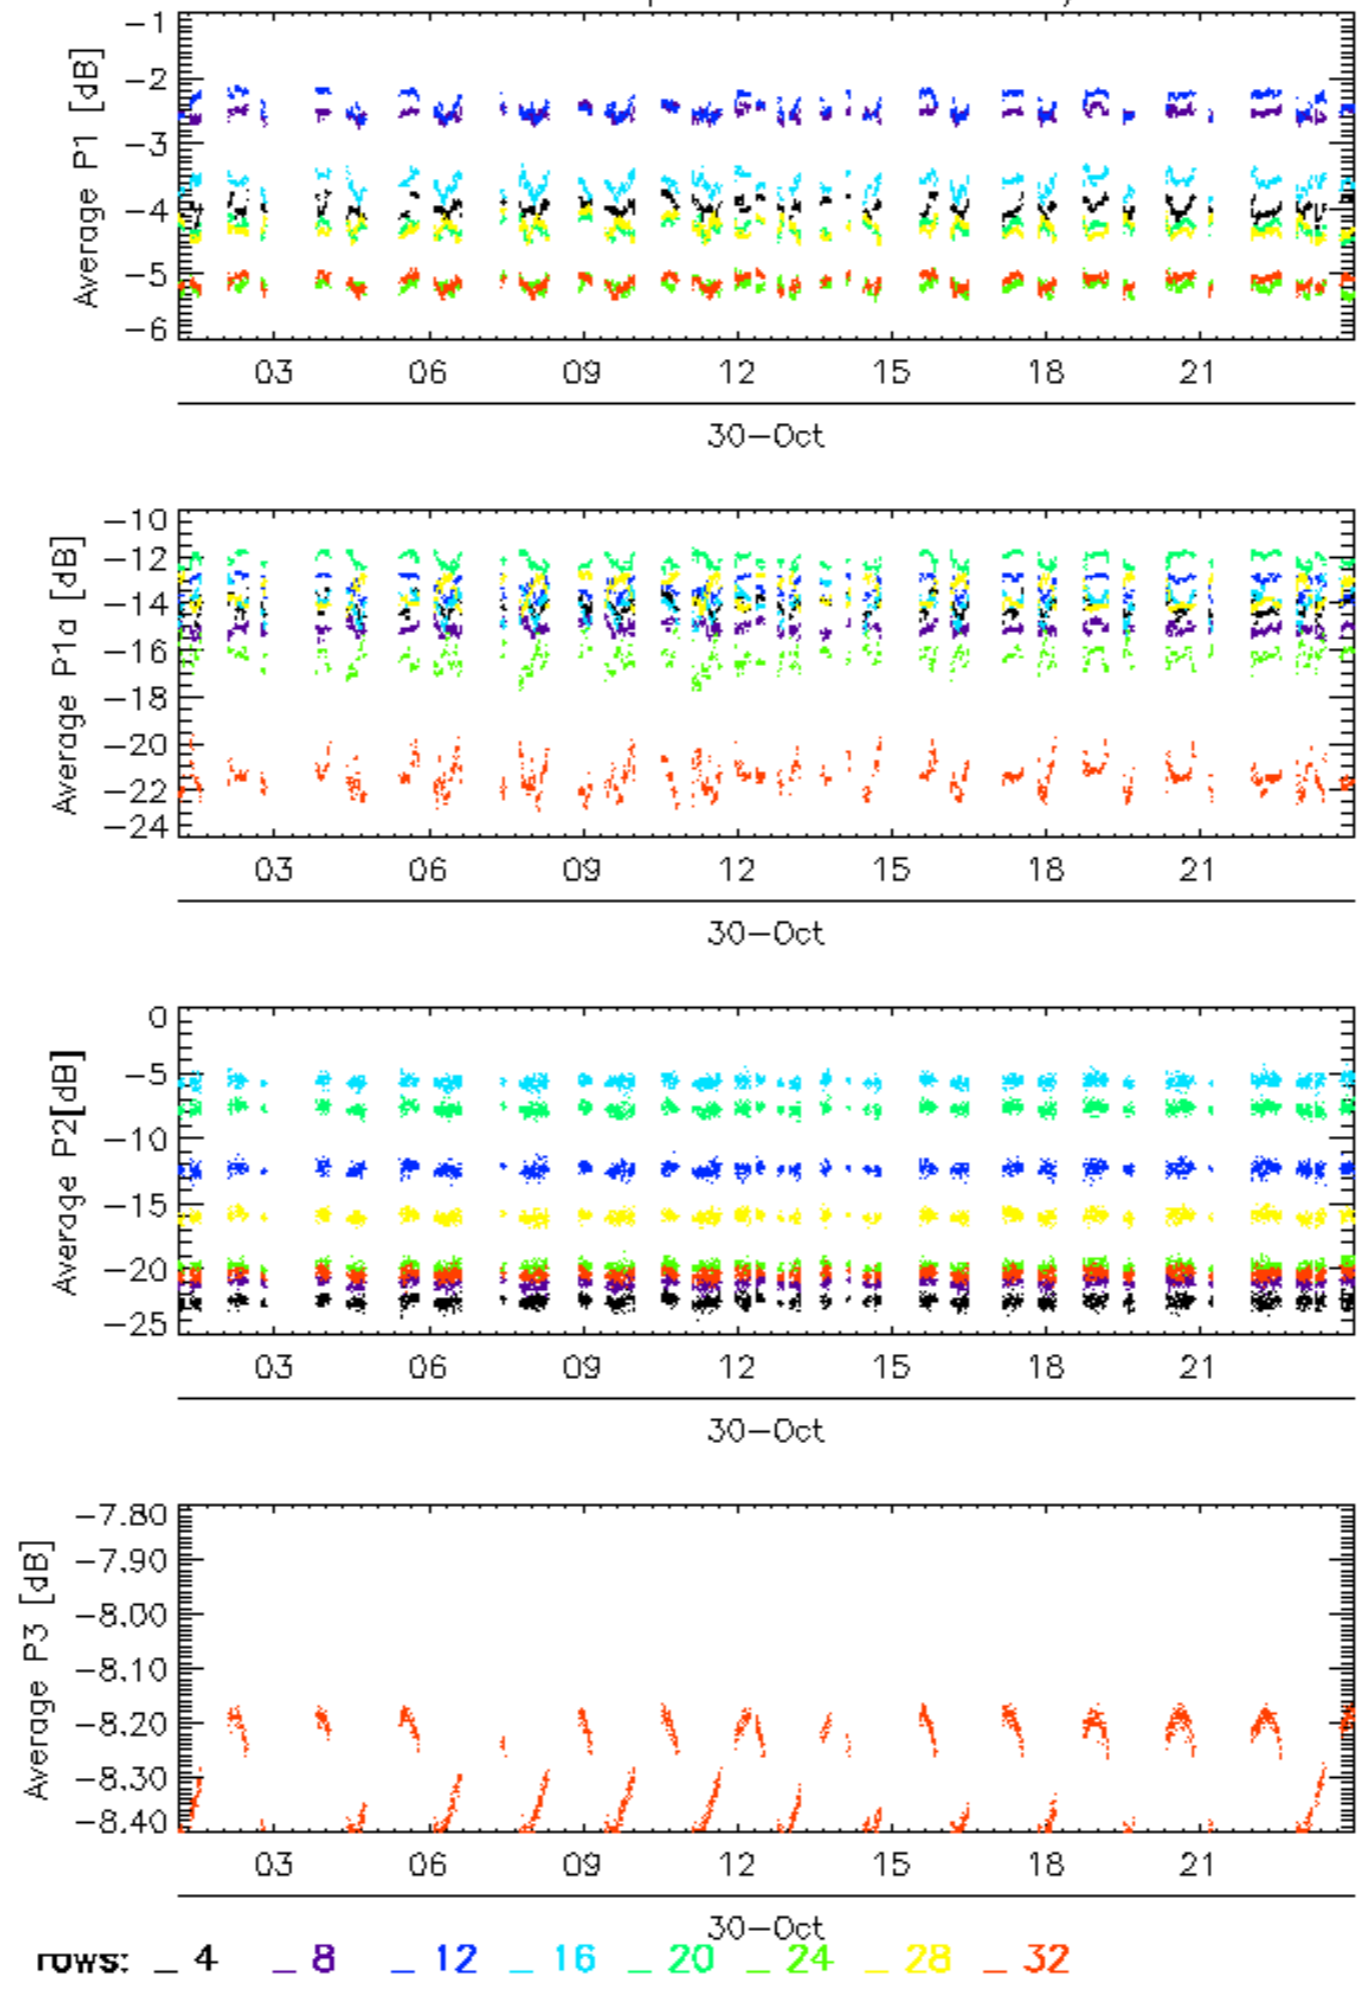 Average P1 [dB]
−1
−2
−3
−4
−5
−6
03 06 09 12 15 18 21
30−Oct
Average P1a [dB]
−10
−12
−14
−16
−18
−20
−22
−24
03 06 09 12 15 18 21
30−Oct
Average P2[dB]
0
−5
−10
−15
−20
−25
03 06 09 12 15 18 21
30−Oct
Average P3 [dB]
−7.80
−7.90
−8.00
−8.10
−8.20
−8.30
−8.40
03 06 09 12 15 18 21
30−Oct
rows: _ 4 _ 8 _ 12 _ 16 _ 20 _ 24 _ 28 _ 32